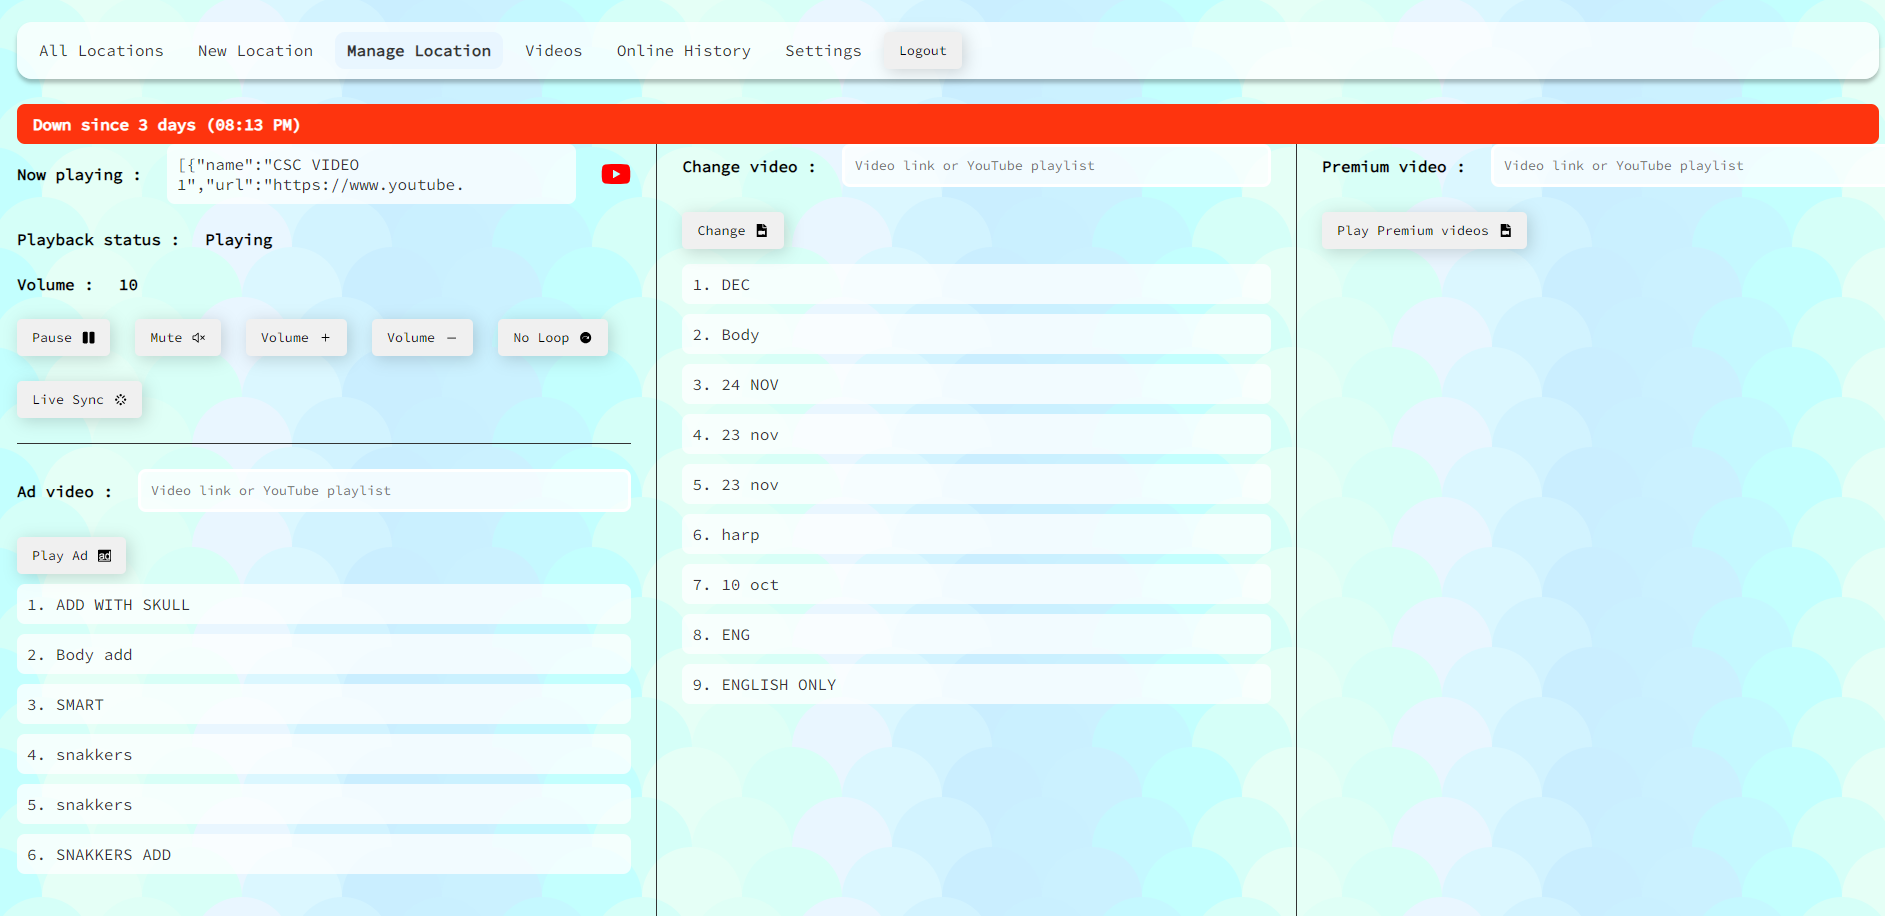 All Locations New Location Manage Location Videos Online History Settings Logout
Down since 3 days (08:13 PM)
Now playing :
[{"name":"CSC VIDEO
1","url":"https://www.youtube.
Playback status : Playing
Volume : 10
Pause Mute Volume + Volume − No Loop
Live Sync
Ad video : Video link or YouTube playlist
Play Ad ad
1. ADD WITH SKULL
2. Body add
3. SMART
4. snakkers
5. snakkers
6. SNAKKERS ADD
Change video : Video link or YouTube playlist
Change
1. DEC
2. Body
3. 24 NOV
4. 23 nov
5. 23 nov
6. harp
7. 10 oct
8. ENG
9. ENGLISH ONLY
Premium video : Video link or YouTube playlist
Play Premium videos